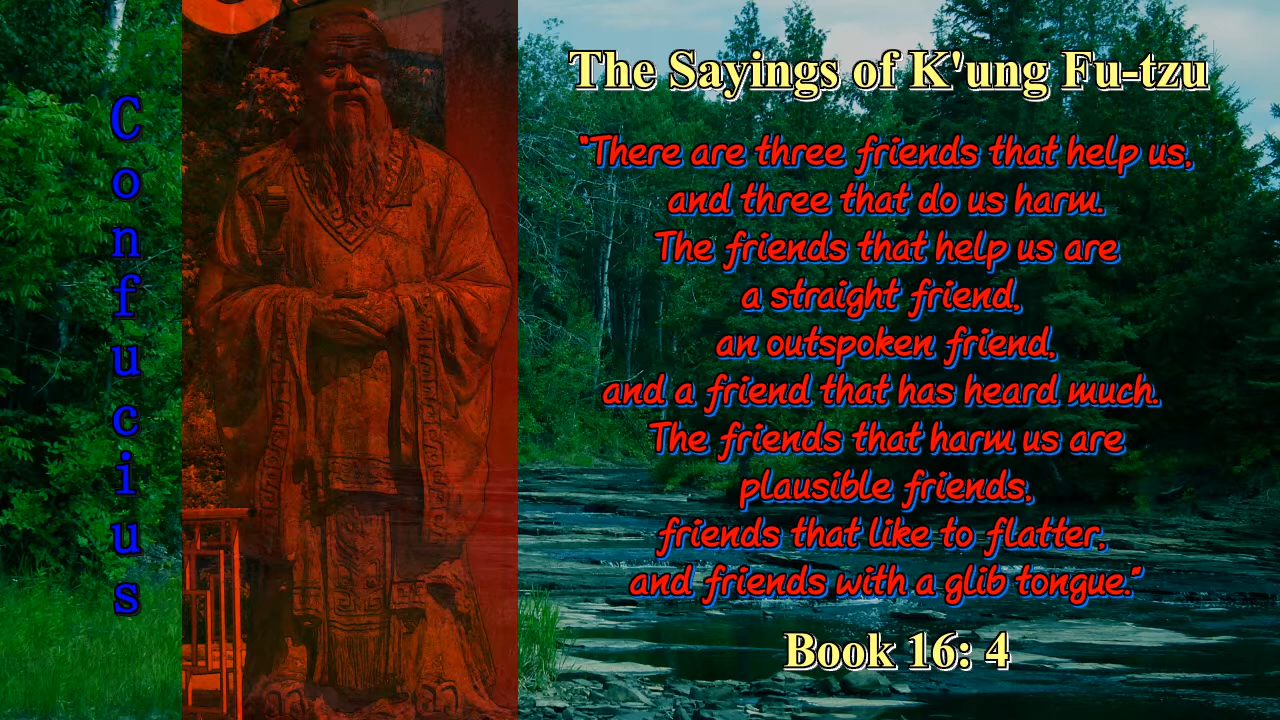 Confucius
The Sayings of K'ung Fu-tzu
"There are three friends that help us,
and three that do us harm.
The friends that help us are
a straight friend,
an outspoken friend,
and a friend that has heard much.
The friends that harm us are
plausible friends,
friends that like to flatter,
and friends with a glib tongue."
Book 16: 4